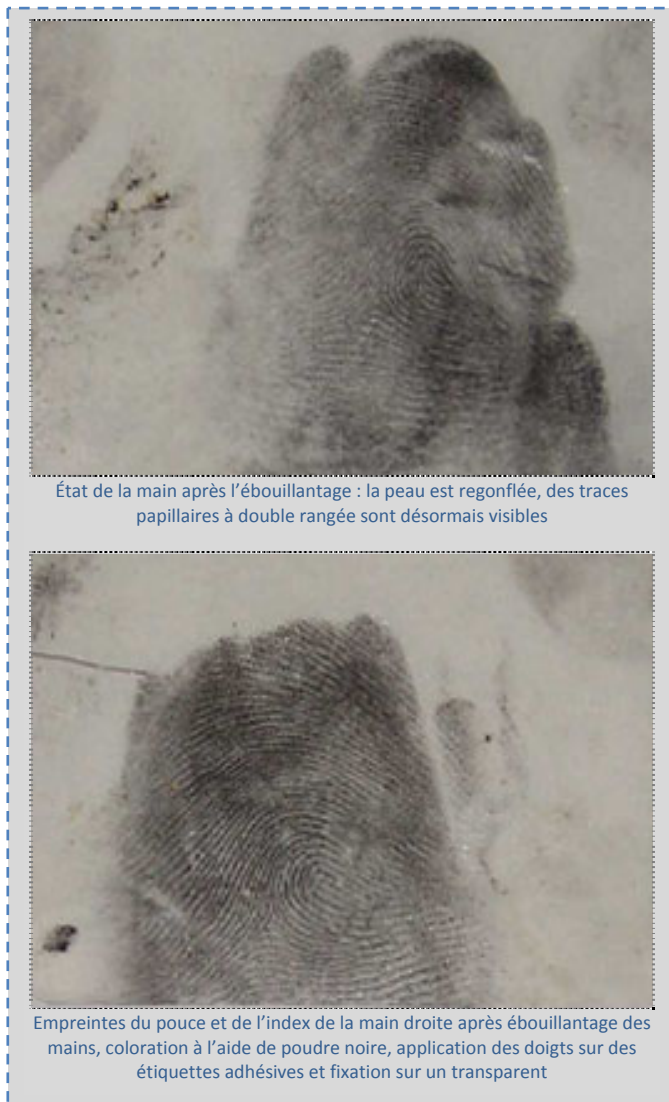 État de la main après l’ébouillantage : la peau est regonflée, des traces
papillaires à double rangée sont désormais visibles
Empreintes du pouce et de l’index de la main droite après ébouillantage des
mains, coloration à l’aide de poudre noire, application des doigts sur des
étiquettes adhésives et fixation sur un transparent